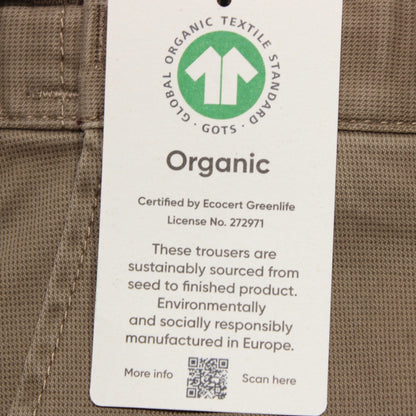 GLOBAL ORGANIC TEXTILE STANDARD
· GOTS ·
Organic
Certified by Ecocert Greenlife
License No. 272971
These trousers are
sustainably sourced from
seed to finished product.
Environmentally
and socially responsibly
manufactured in Europe.
More info
Scan here